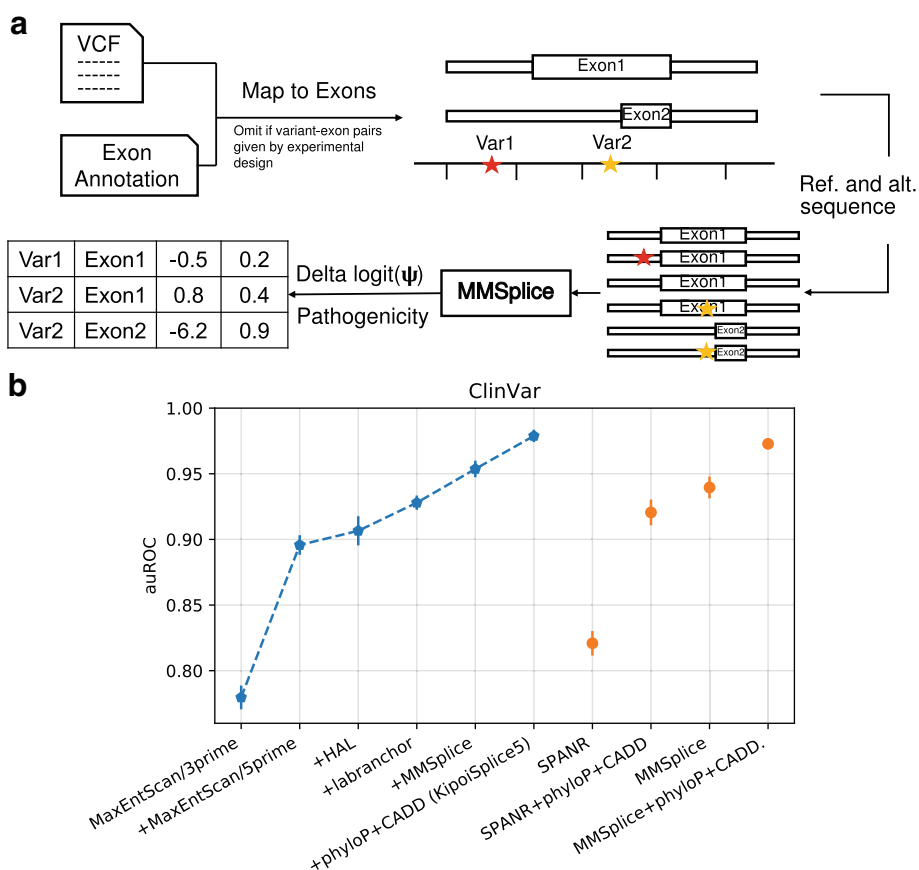 a
VCF
Exon
Annotation
Map to Exons
Omit if variant-exon pairs
given by experimental
design
Exon1
Exon2
Var1 Var2
Ref. and alt.
sequence
Exon1
Exon1
Exon1
Exon1
Exon2
Exon2
MMSplice
Delta logit(ψ)
Pathogenicity
Var1 Exon1 -0.5 0.2
Var2 Exon1 0.8 0.4
Var2 Exon2 -6.2 0.9
b
ClinVar
auROC
1.00
0.95
0.90
0.85
0.80
MaxEntScan/3prime
+MaxEntScan/5prime
+HAL
+labranchor
+MMSplice
+phyloP+CADD (KipoiSplice5)
SPANR
SPANR+phyloP+CADD
MMSplice
MMSplice+phyloP+CADD.